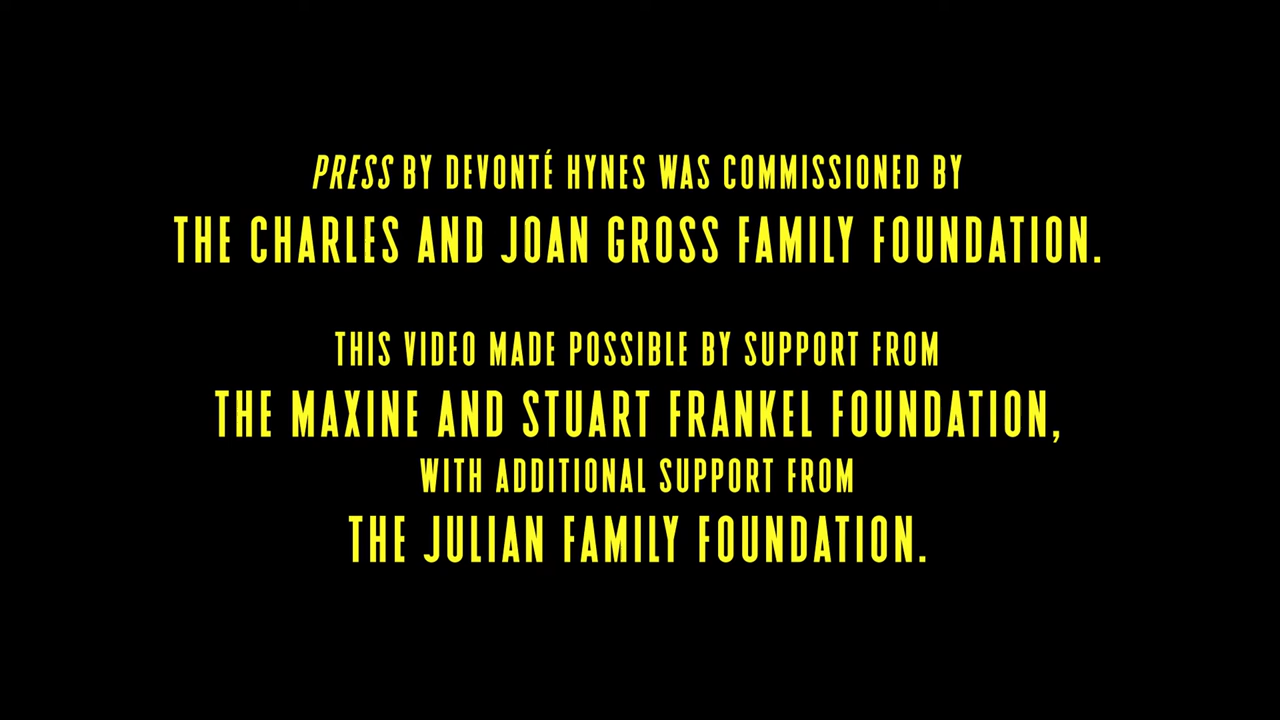 PRESS BY DEVONTÉ HYNES WAS COMMISSIONED BY
THE CHARLES AND JOAN GROSS FAMILY FOUNDATION.
THIS VIDEO MADE POSSIBLE BY SUPPORT FROM
THE MAXINE AND STUART FRANKEL FOUNDATION,
WITH ADDITIONAL SUPPORT FROM
THE JULIAN FAMILY FOUNDATION.